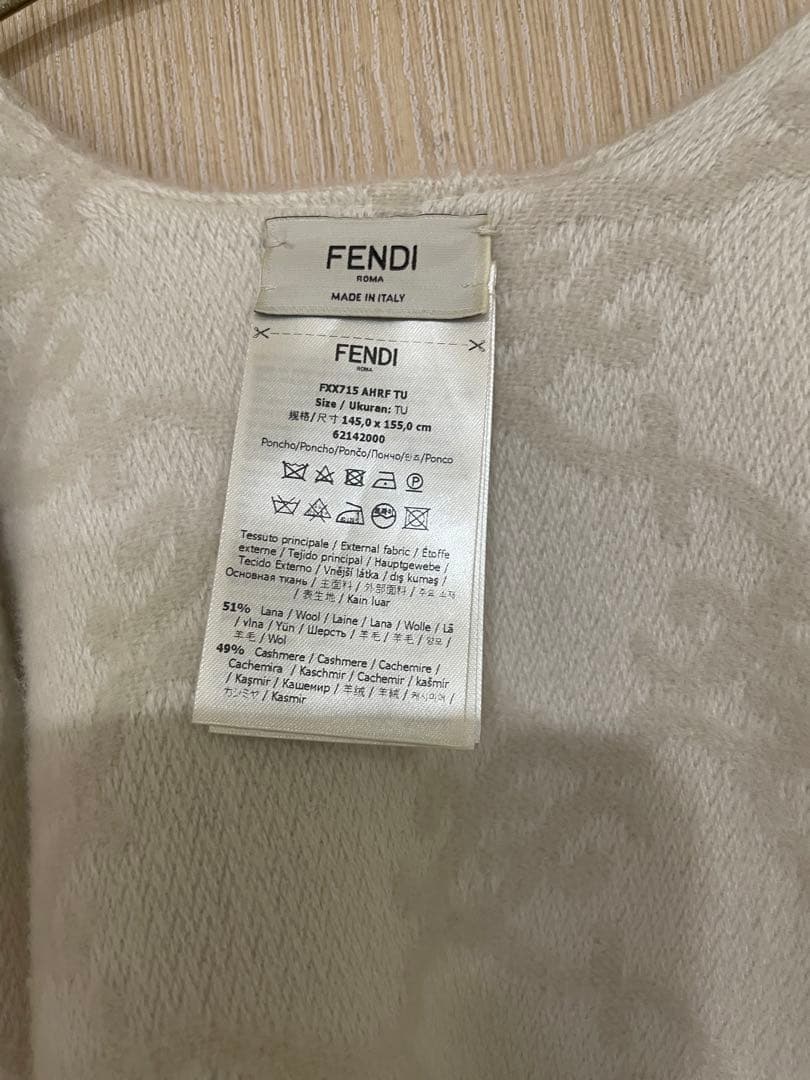 FENDI
ROMA
MADE IN ITALY
FENDI
ROMA
FXX715 AHRF TU
Size / Ukuran: TU
规格/尺寸 145,0 x 155,0 cm
62142000
Poncho/Poncho/Pončo/Пончо/판초/Ponco
P
Tessuto principale / External fabric / Étoffe
externe / Tejido principal / Hauptgewebe /
Tecido Externo / Vnější látka / dış kumaş /
Основная ткань / 主面料 / 外部面料 / 주요 소재
/ 表生地 / Kain luar
51% Lana / Wool / Laine / Lana / Wolle / Lã
/ vlna / Yün / Шерсть / 羊毛 / 羊毛 / 양모 /
羊毛 / Wol
49% Cashmere / Cashmere / Cachemire /
Cachemira / Kaschmir / Cachemir / kašmír
/ Kaşmir / Кашемир / 羊绒 / 羊絨 / 캐시미어 /
カシミヤ / Kasmir